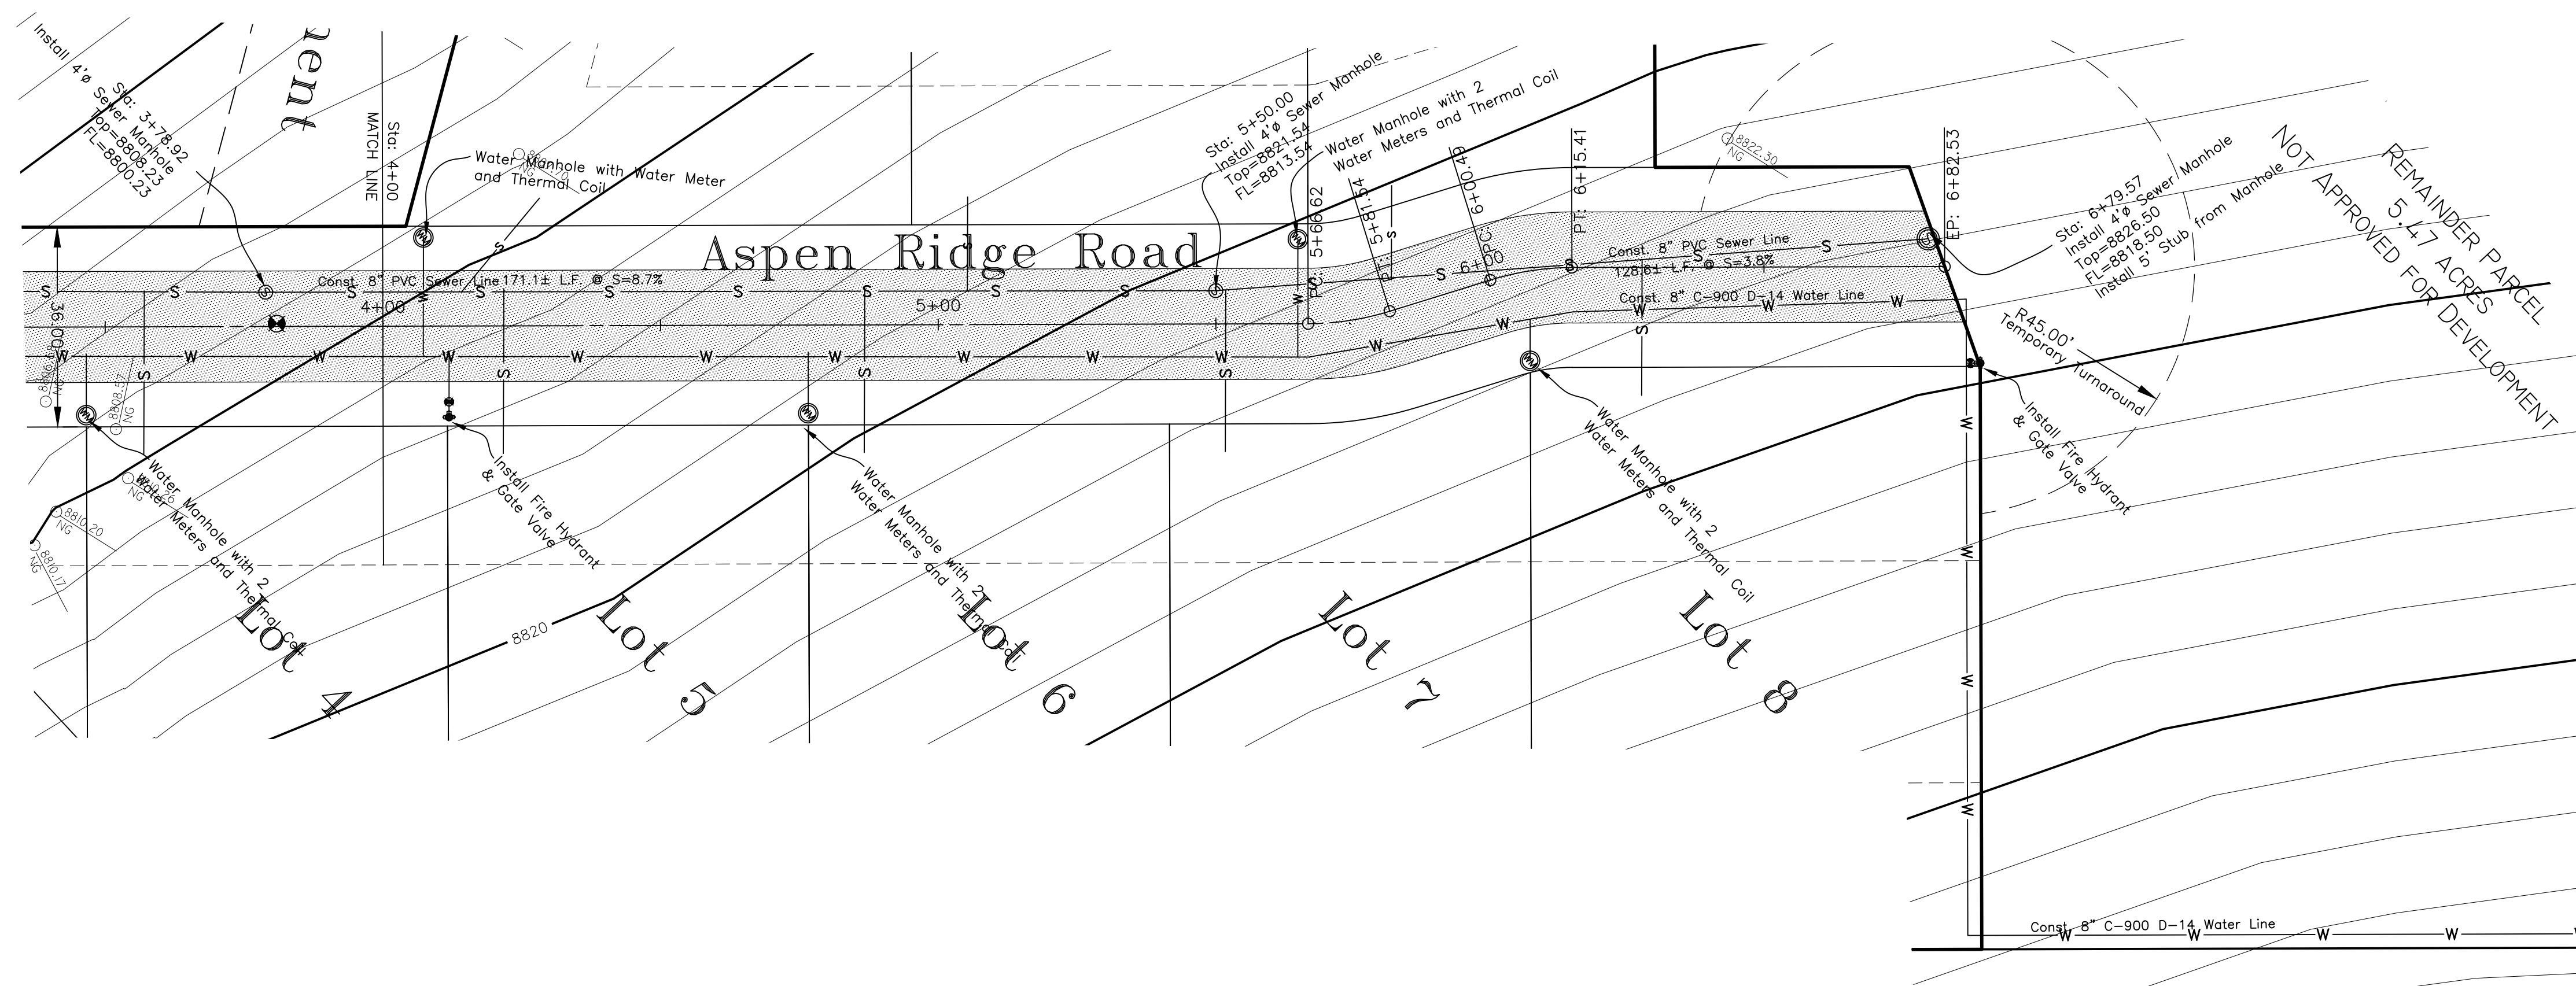 Sta: 3+78.92
Install 4'ø Sewer Manhole
Top=8808.23
FL=8800.23
MATCH LINE
Sta: 4+00
Water Manhole with Water Meter
and Thermal Coil
Sta: 5+50.00
Install 4'ø Sewer Manhole
Top=8821.54
FL=8813.54
Water Manhole with 2
Water Meters and Thermal Coil
PC: 5+66.62
PT: 5+81.54
PC: 6+00.49
PT: 6+15.41
8822.30
NG
EP: 6+82.53
Sta: 6+79.57
Install 4'ø Sewer Manhole
Top=8826.50
FL=8818.50
Install 5' Stub from Manhole
REMAINDER PARCEL
5.47 ACRES
NOT APPROVED FOR DEVELOPMENT
Aspen Ridge Road
Const. 8" PVC Sewer Line 171.1± L.F. @ S=8.7%
4+00
5+00
6+00
Const. 8" PVC Sewer Line
128.6± L.F. @ S=3.8%
Const. 8" C-900 D-14 Water Line
36.00'
NG
8808.57
NG
R45.00'
Temporary Turnaround
Install Fire Hydrant
& Gate Valve
Water Manhole with 2
Water Meters and Thermal Coil
Install Fire Hydrant
& Gate Valve
Water Manhole with 2
Water Meters and Thermal Coil
Water Manhole with 2
Water Meters and Thermal Coil
8810.20
NG
8810.17
NG
8820
Lot 4
Lot 5
Lot 6
Lot 7
Lot 8
Const. 8" C-900 D-14 Water Line